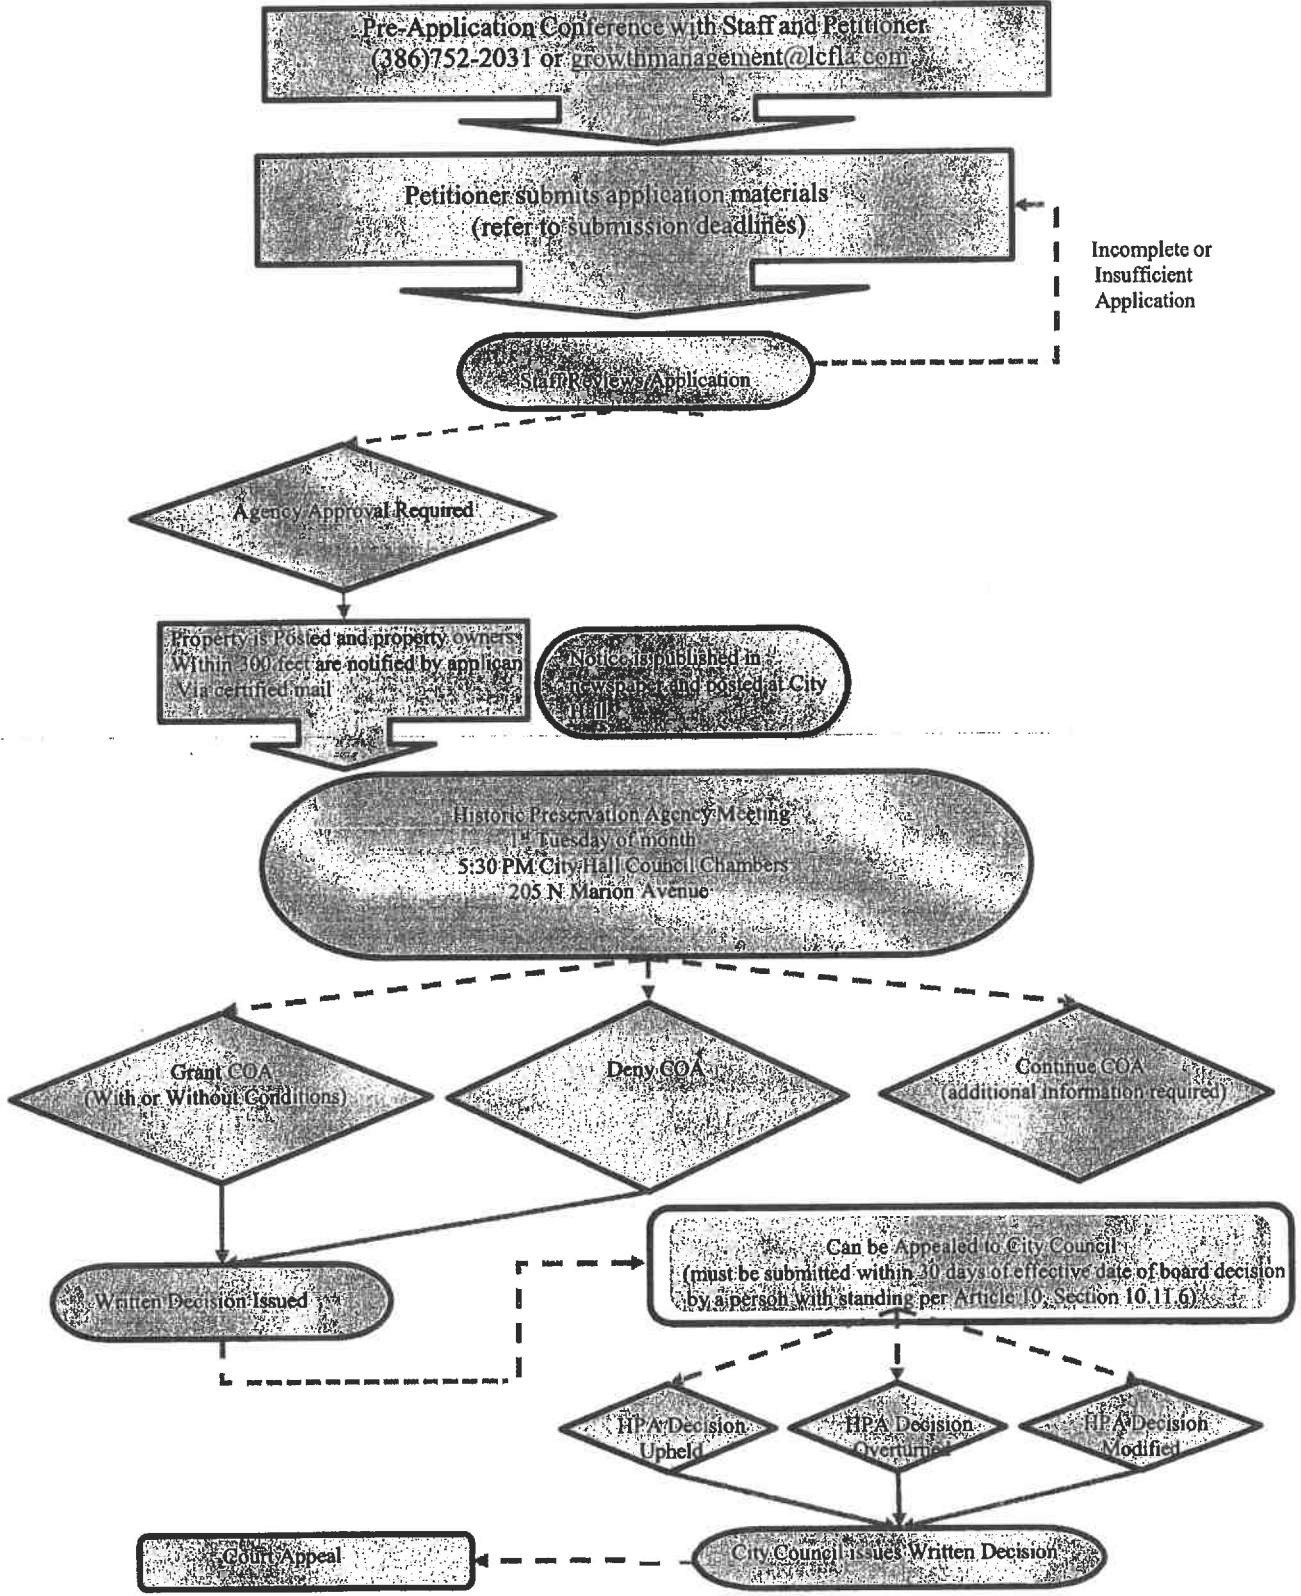 Pre-Application Conference with Staff and Petitioner
(386)752-2031 or growthmanagement@lcfla.com
Petitioner submits application materials
(refer to submission deadlines)
Incomplete or
Insufficient
Application
Staff Reviews Application
Agency Approval Required
Property is Posted and property owners
Within 300 feet are notified by applican
Via certified mail
Notice is published in
newspaper and posted at City
Hall
Historic Preservation Agency Meeting
1st Tuesday of month
5:30 PM City Hall Council Chambers
205 N Marion Avenue
Grant COA
(With or Without Conditions)
Deny COA
Continue COA
(additional information required)
Written Decision Issued
Can be Appealed to City Council
(must be submitted within 30 days of effective date of board decision
by a person with standing per Article 10, Section 10.11.6)
HPA Decision
Upheld
HPA Decision
Overturned
HPA Decision
Modified
City Council issues Written Decision
Court Appeal